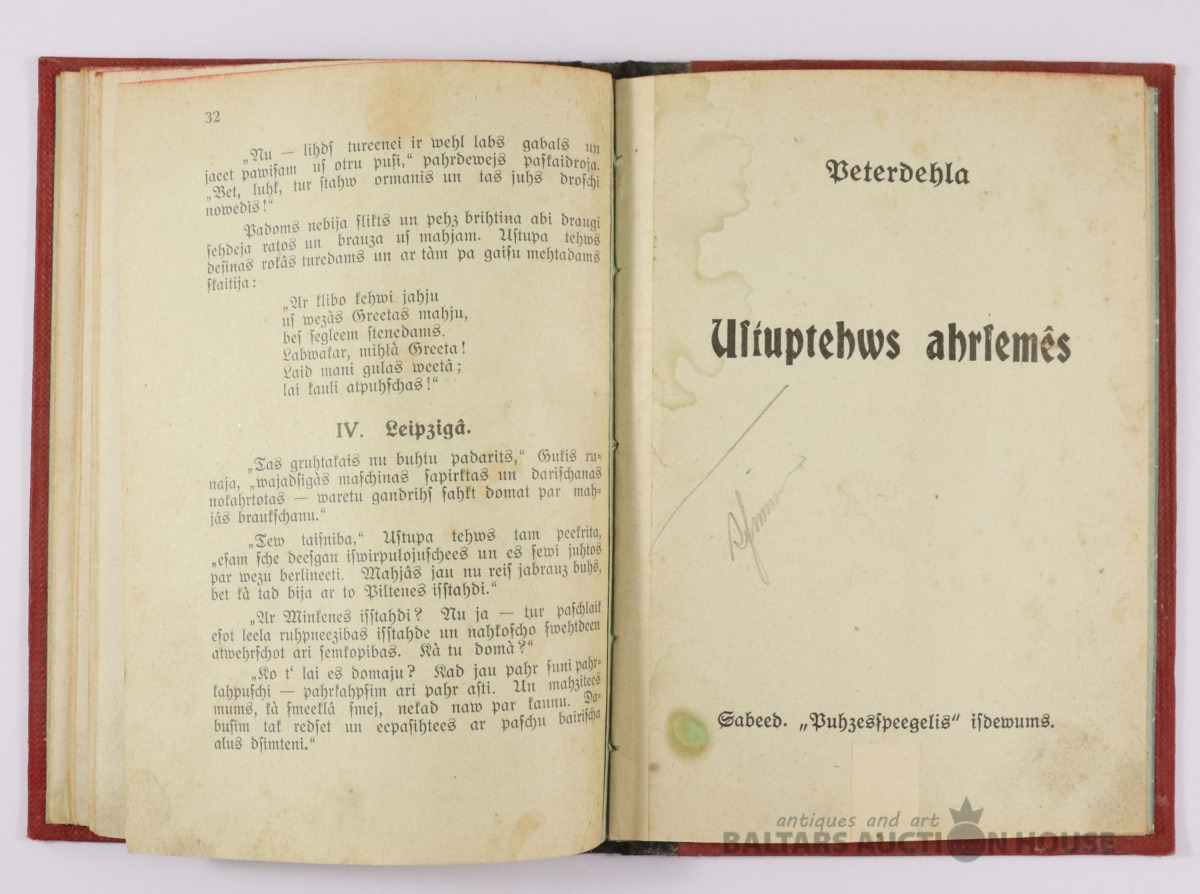 32
„Nu — lihdſ tureenei ir wehl labs gabals un
jaeet pawiſam uſ otru puſi,“ pahrdewejs paſkaidroja.
„Bet, luhk, tur ſtahw ormanis un tas juhs droſchi
nowedis!“
Padoms nebija ſlikts un pehz brihtina abi draugi
ſehdeja ratos un brauza uſ mahjam. Uſtupa tehws
deſinas rokâs turedams un ar tàm pa gaiſu mehtadams
ſkaitija:
„Ar klibo kehwi jahju
uſ wezàs Greetas mahju,
beſ ſegleem ſtenedams.
Labwakar, mihlà Greeta!
Laid mani gulas weetâ;
lai kauli atpuhſchas!“
IV. Leipzigâ.
„Tas gruhtakais nu buhtu padarits,“ Gukis ru-
naja, „wajadſigàs maſchinas ſapirktas un dariſchanas
nokahrtotas — waretu gandrihſ ſahkt domat par mah-
jâs braukſchanu.“
„Tew taiſniba,“ Uſtupa tehws tam peekrita,
„eſam ſche deeſgan iſwirpulojuſchees un es ſewi juhtos
par wezu berlineeti. Mahjâs jau nu reiſ jabrauz buhs,
bet kà tad bija ar to Piltenes iſſtahdi.“
„Ar Minkenes iſſtahdi? Nu ja — tur paſchlaik
eſot leela ruhpneezibas iſſtahde un nahkoſcho ſwehtdeen
atwehrſchot ari ſemkopibas. Kà tu domà?“
„Ko t' lai es domaju? Kad jau pahr ſuni pahr-
kahpuſchi — pahrkahpſim ari pahr aſti. Un mahzitees
mums, kà ſmeeklâ ſmej, nekad naw par kaunu. Da-
buſim tak redſet un eepaſihtees ar paſchu bairiſcha
alus dſimteni.“
Peterdehla
Uſtuptehws ahrſemês
Sabeed. „Puhzesſpeegelis“ iſdewums.
antiques and art
BALTARS AUCTION HOUSE